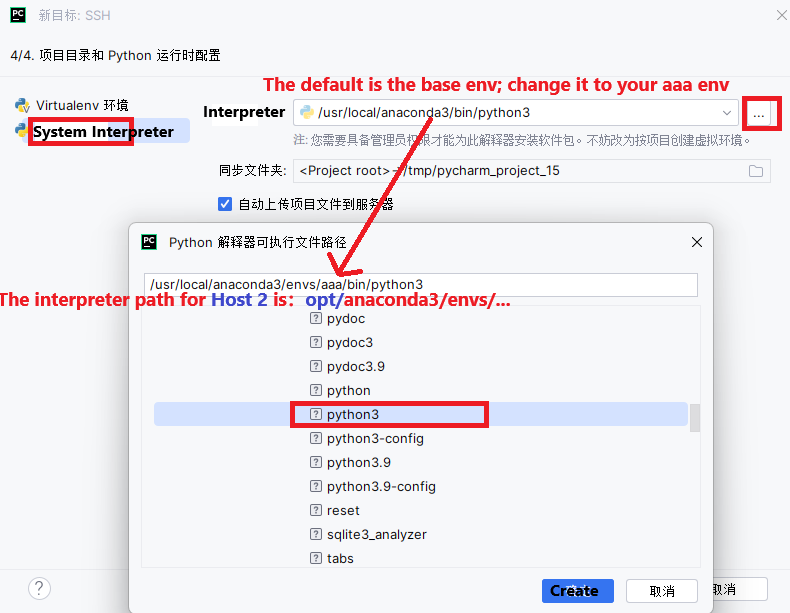 PC 新目标: SSH
4/4. 项目目录和 Python 运行时配置
The default is the base env; change it to your aaa env
Virtualenv 环境
System Interpreter
Interpreter /usr/local/anaconda3/bin/python3 ...
注: 您需要具备管理员权限才能为此解释器安装软件包。不妨改为按项目创建虚拟环境。
同步文件夹: <Project root>→/tmp/pycharm_project_15
自动上传项目文件到服务器
PC Python 解释器可执行文件路径
/usr/local/anaconda3/envs/aaa/bin/python3
The interpreter path for Host 2 is: opt/anaconda3/envs/...
? pydoc
? pydoc3
? pydoc3.9
? python
? python3
? python3-config
? python3.9
? python3.9-config
? reset
? sqlite3_analyzer
? tabs
? Create 取消 取消